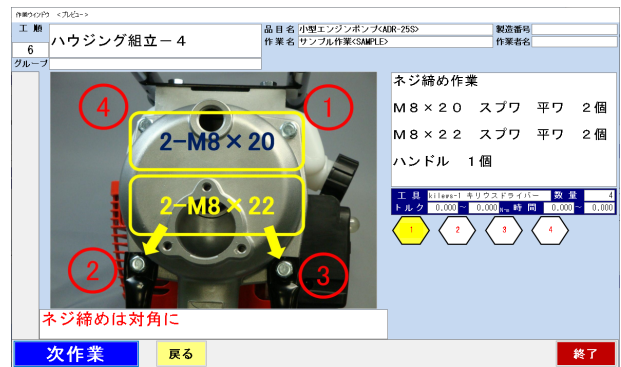 作業ウィンドウ <プレビュー>
工 順
6
ハウジング組立－４
グループ
品 目 名 小型エンジンポンプ<ADR-25S>
作 業 名 サンプル作業<SAMPLE>
製造番号
作業者名
④ ①
2-M8×20
2-M8×22
② ③
ネジ締め作業
Ｍ８×２０　スプワ　平ワ　２個
Ｍ８×２２　スプワ　平ワ　２個
ハンドル　１個
工 具 kilews-1 キリウスドライバー 数 量 4
トルク 0.000 ～ 0.000 N-m 時 間 0.000 ～ 0.000
1 2 3 4
ネジ締めは対角に
次作業 戻る 終了